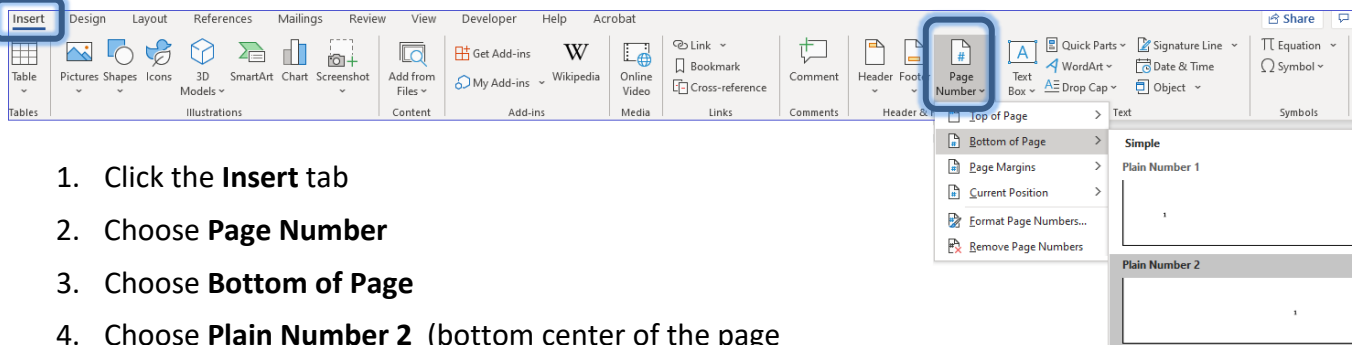 Insert Design Layout References Mailings Review View Developer Help Acrobat Share
Table Pictures Shapes Icons 3D Models SmartArt Chart Screenshot Add from Files Get Add-ins My Add-ins Wikipedia Online Video Link Bookmark Cross-reference Comment Header Footer Page Number # Text Box A Quick Parts WordArt Drop Cap Signature Line Date & Time Object Equation Symbol
Tables Illustrations Content Add-ins Media Links Comments Header & Text Symbols
Top of Page
Bottom of Page
Page Margins
Current Position
Format Page Numbers...
Remove Page Numbers
Simple
Plain Number 1
1
Plain Number 2
1
1. Click the Insert tab
2. Choose Page Number
3. Choose Bottom of Page
4. Choose Plain Number 2 (bottom center of the page